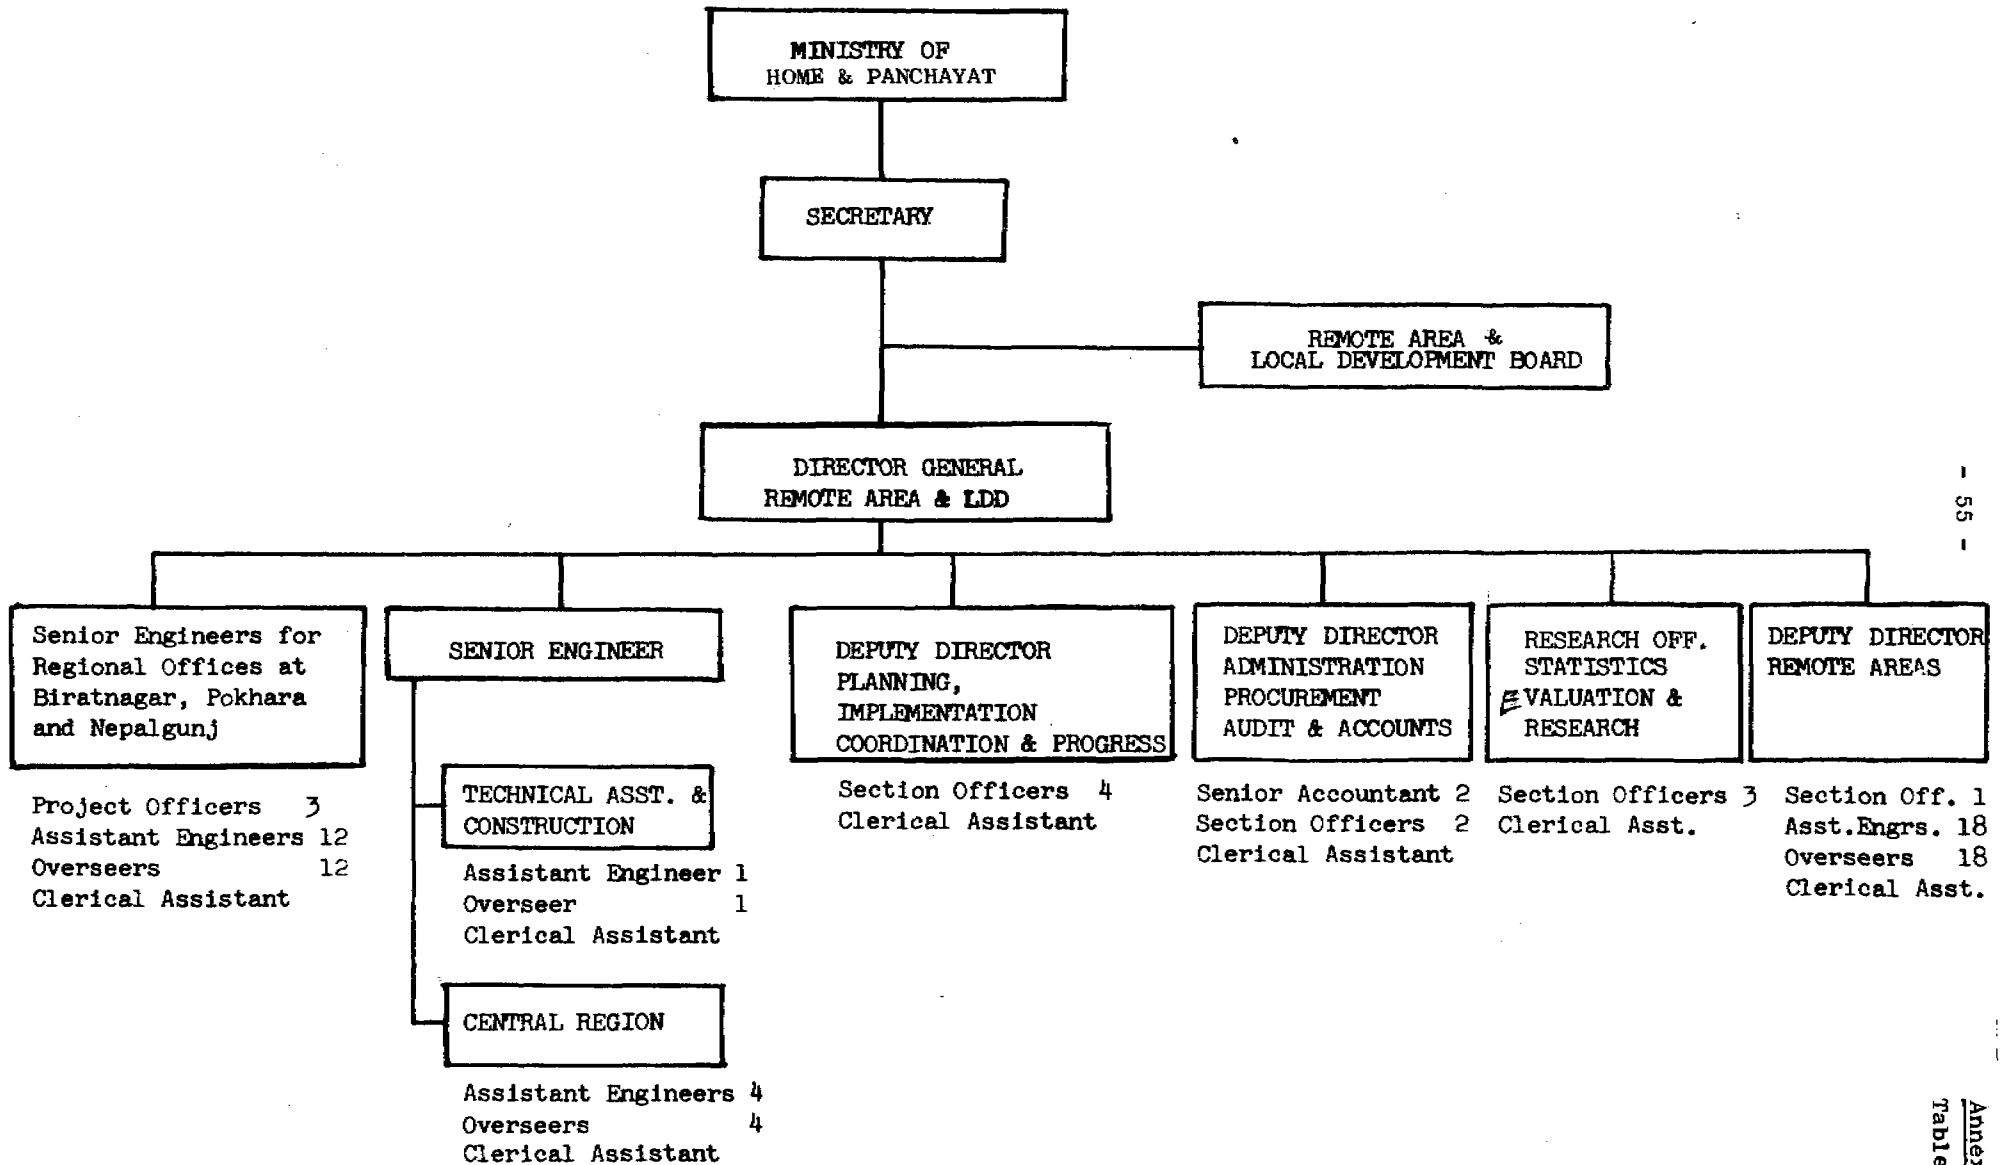 MINISTRY OF
HOME & PANCHAYAT
SECRETARY
REMOTE AREA &
LOCAL DEVELOPMENT BOARD
DIRECTOR GENERAL
REMOTE AREA & LDD
- 55 -
Senior Engineers for
Regional Offices at
Biratnagar, Pokhara
and Nepalgunj
Project Officers 3
Assistant Engineers 12
Overseers 12
Clerical Assistant
SENIOR ENGINEER
TECHNICAL ASST. &
CONSTRUCTION
Assistant Engineer 1
Overseer 1
Clerical Assistant
CENTRAL REGION
Assistant Engineers 4
Overseers 4
Clerical Assistant
DEPUTY DIRECTOR
PLANNING,
IMPLEMENTATION
COORDINATION & PROGRESS
Section Officers 4
Clerical Assistant
DEPUTY DIRECTOR
ADMINISTRATION
PROCUREMENT
AUDIT & ACCOUNTS
Senior Accountant 2
Section Officers 2
Clerical Assistant
RESEARCH OFF.
STATISTICS
EVALUATION &
RESEARCH
Section Officers 3
Clerical Asst.
DEPUTY DIRECTOR
REMOTE AREAS
Section Off. 1
Asst.Engrs. 18
Overseers 18
Clerical Asst.
Annex
Table